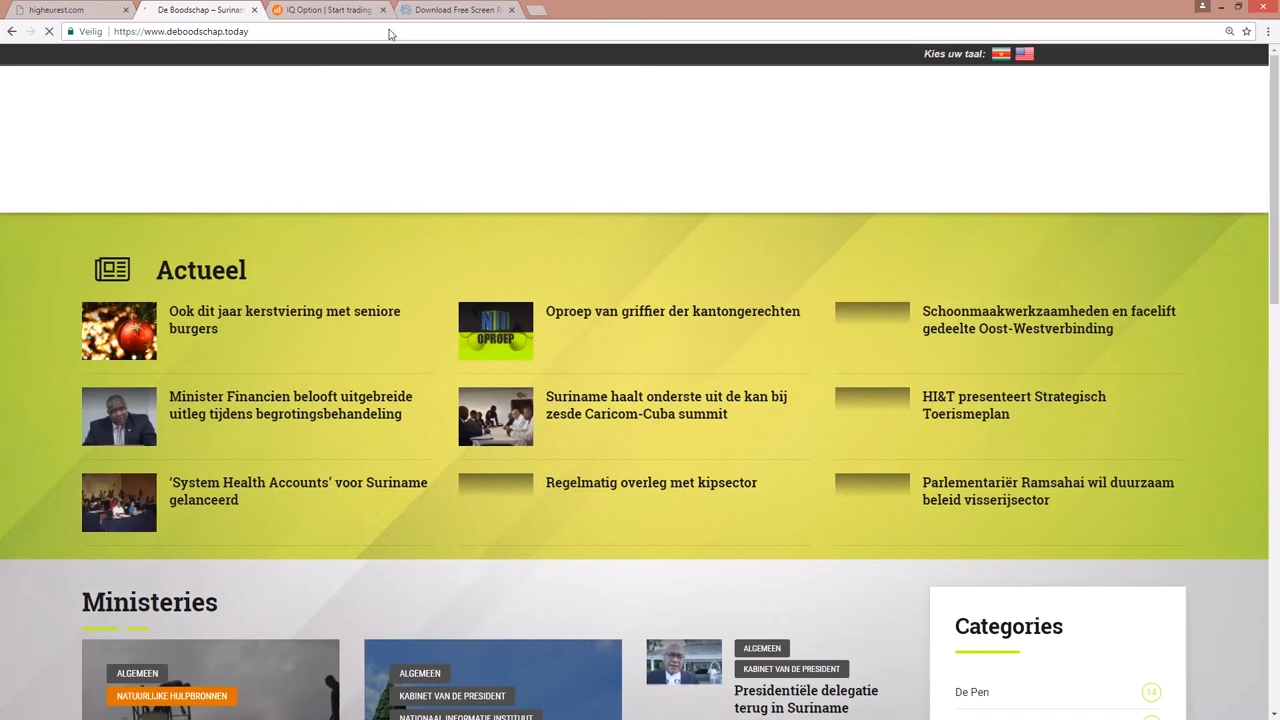 higheurest.com
De Boodschap – Surinam
IQ Option | Start trading
Download Free Screen R
Veilig
https://www.deboodschap.today
Kies uw taal:
Actueel
Ook dit jaar kerstviering met seniore
burgers
Oproep van griffier der kantongerechten
Schoonmaakwerkzaamheden en facelift
gedeelte Oost-Westverbinding
Minister Financien belooft uitgebreide
uitleg tijdens begrotingsbehandeling
Suriname haalt onderste uit de kan bij
zesde Caricom-Cuba summit
HI&T presenteert Strategisch
Toerismeplan
‘System Health Accounts’ voor Suriname
gelanceerd
Regelmatig overleg met kipsector
Parlementariër Ramsahai wil duurzaam
beleid visserijsector
OPROEP
Ministeries
ALGEMEEN
NATUURLIJKE HULPBRONNEN
ALGEMEEN
KABINET VAN DE PRESIDENT
NATIONAAL INFORMATIE INSTITUUT
ALGEMEEN
KABINET VAN DE PRESIDENT
Presidentiële delegatie
terug in Suriname
Categories
De Pen
14